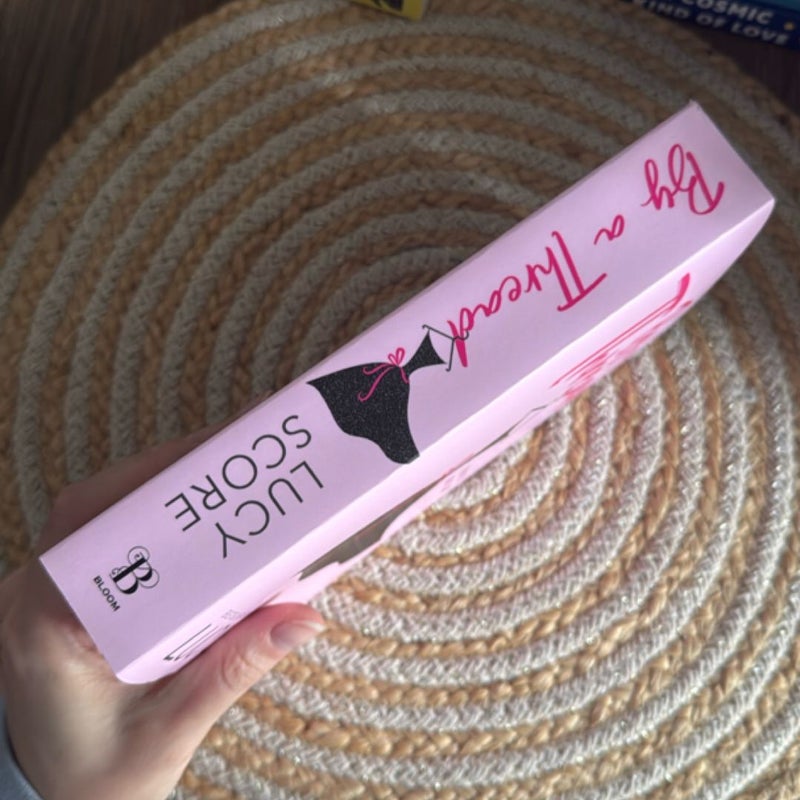 By a Thread
LUCY
SCORE
B
BLOOM
COSMIC
KIND OF LOVE